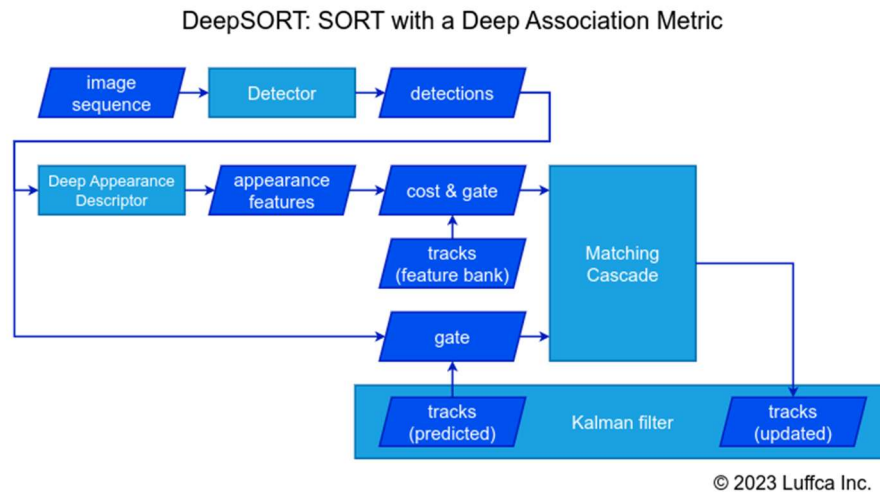 DeepSORT: SORT with a Deep Association Metric
image
sequence
Detector
detections
Deep Appearance
Descriptor
appearance
features
cost & gate
tracks
(feature bank)
Matching
Cascade
gate
tracks
(predicted)
Kalman filter
tracks
(updated)
© 2023 Luffca Inc.